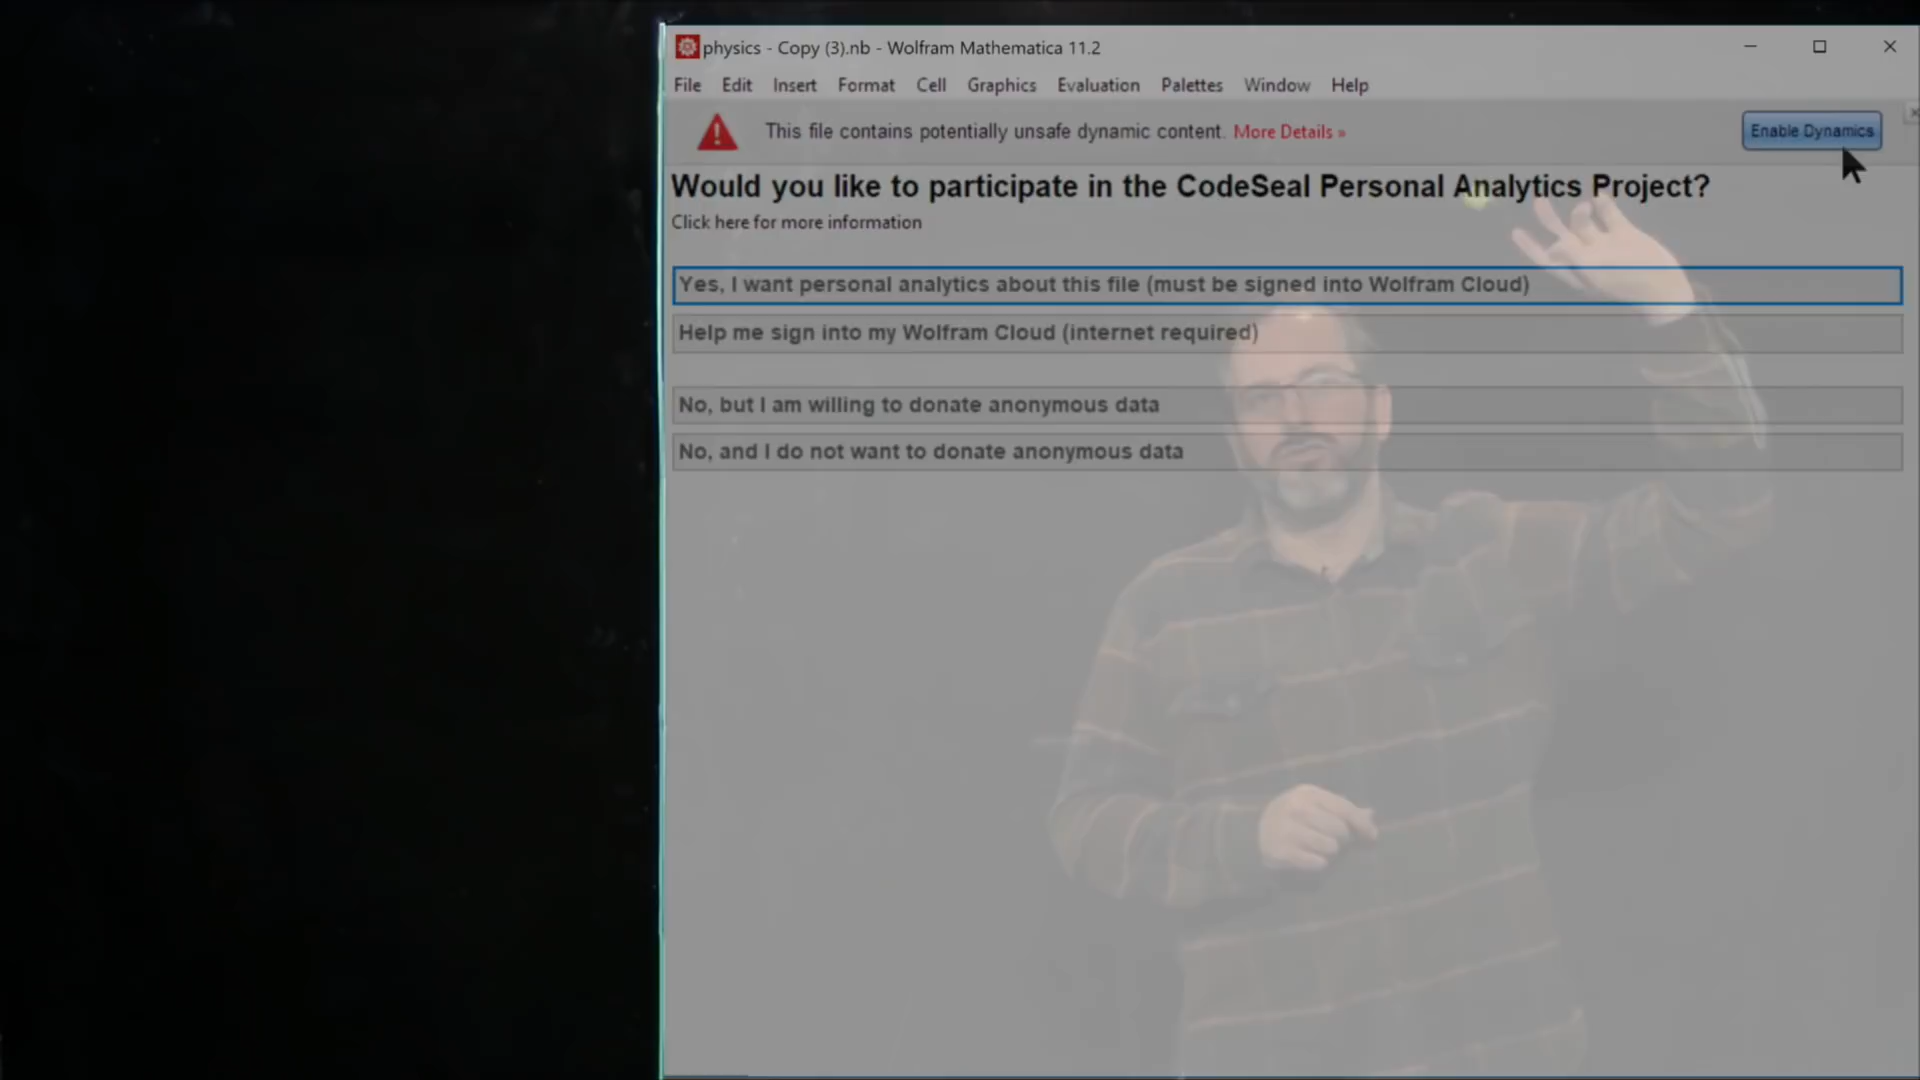 physics - Copy (3).nb - Wolfram Mathematica 11.2
File Edit Insert Format Cell Graphics Evaluation Palettes Window Help
This file contains potentially unsafe dynamic content. More Details »
Enable Dynamics
Would you like to participate in the CodeSeal Personal Analytics Project?
Click here for more information
Yes, I want personal analytics about this file (must be signed into Wolfram Cloud)
Help me sign into my Wolfram Cloud (internet required)
No, but I am willing to donate anonymous data
No, and I do not want to donate anonymous data